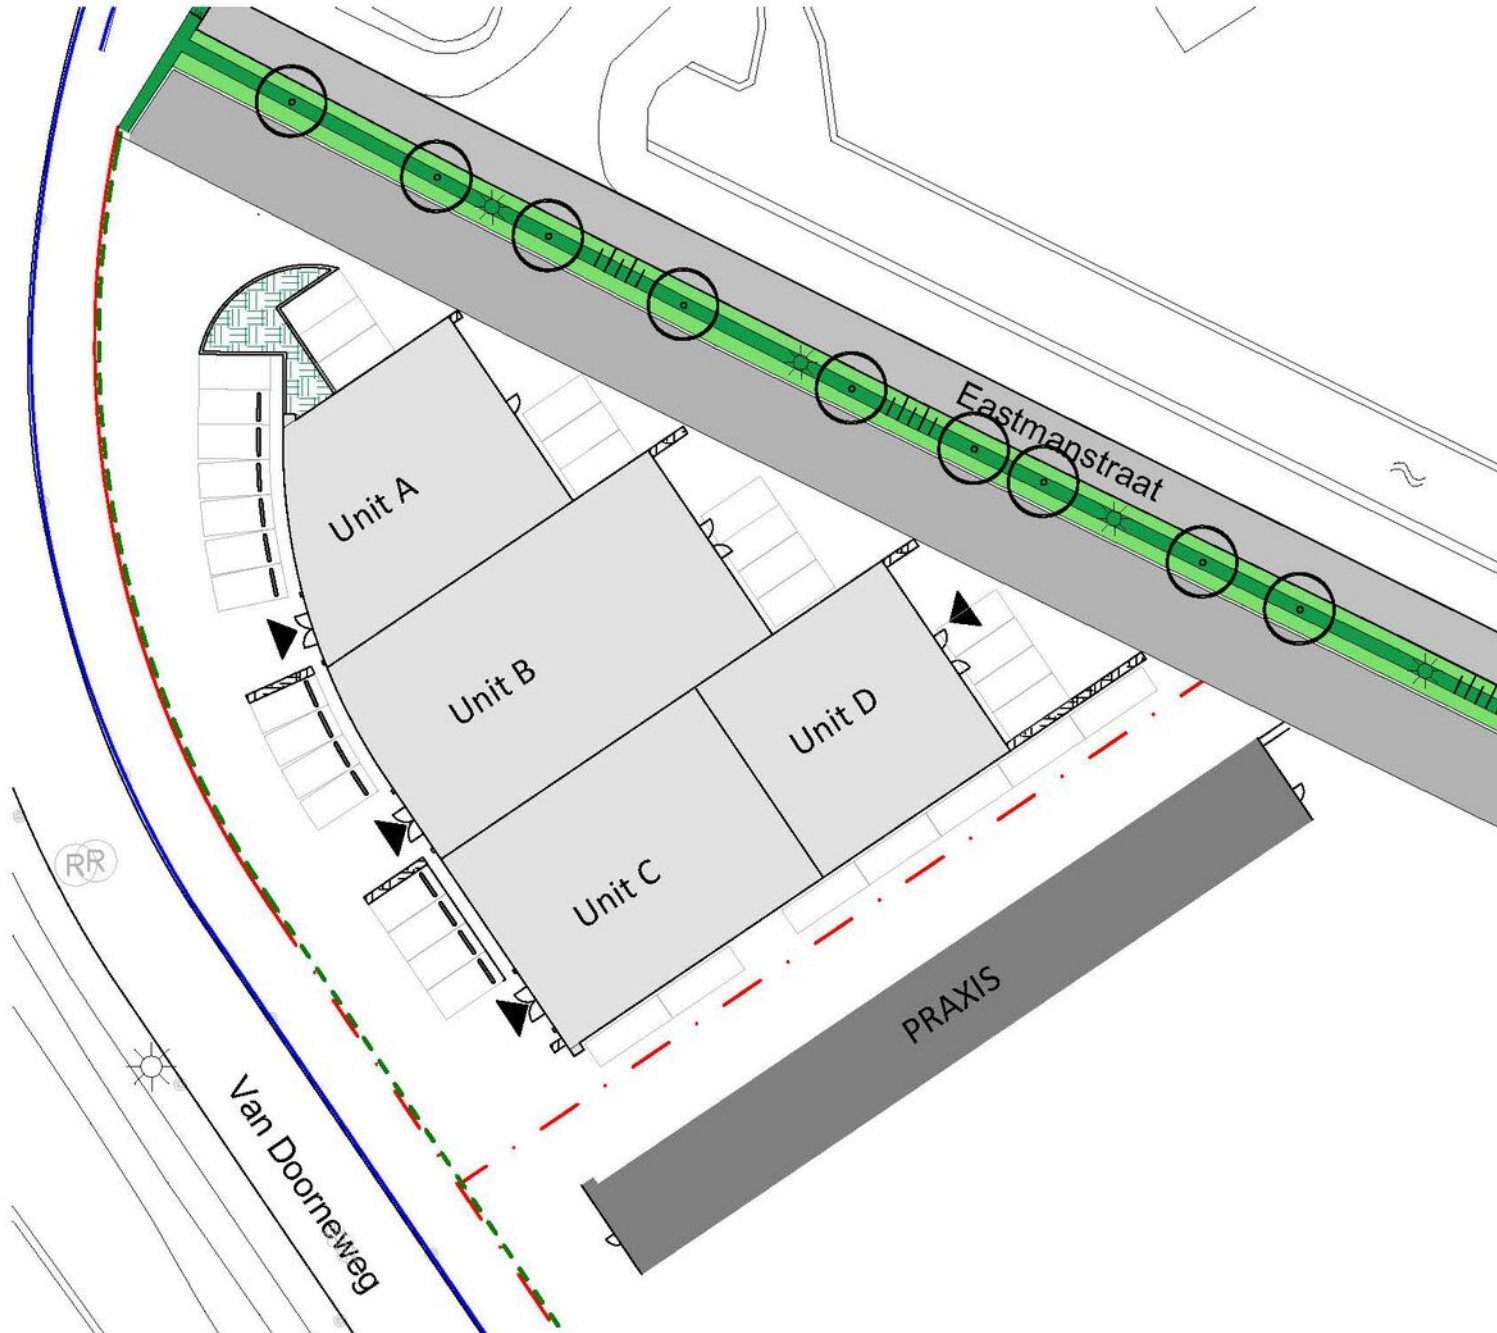 Eastmanstraat
Unit A
Unit B
Unit D
Unit C
RR
PRAXIS
Van Doorneweg